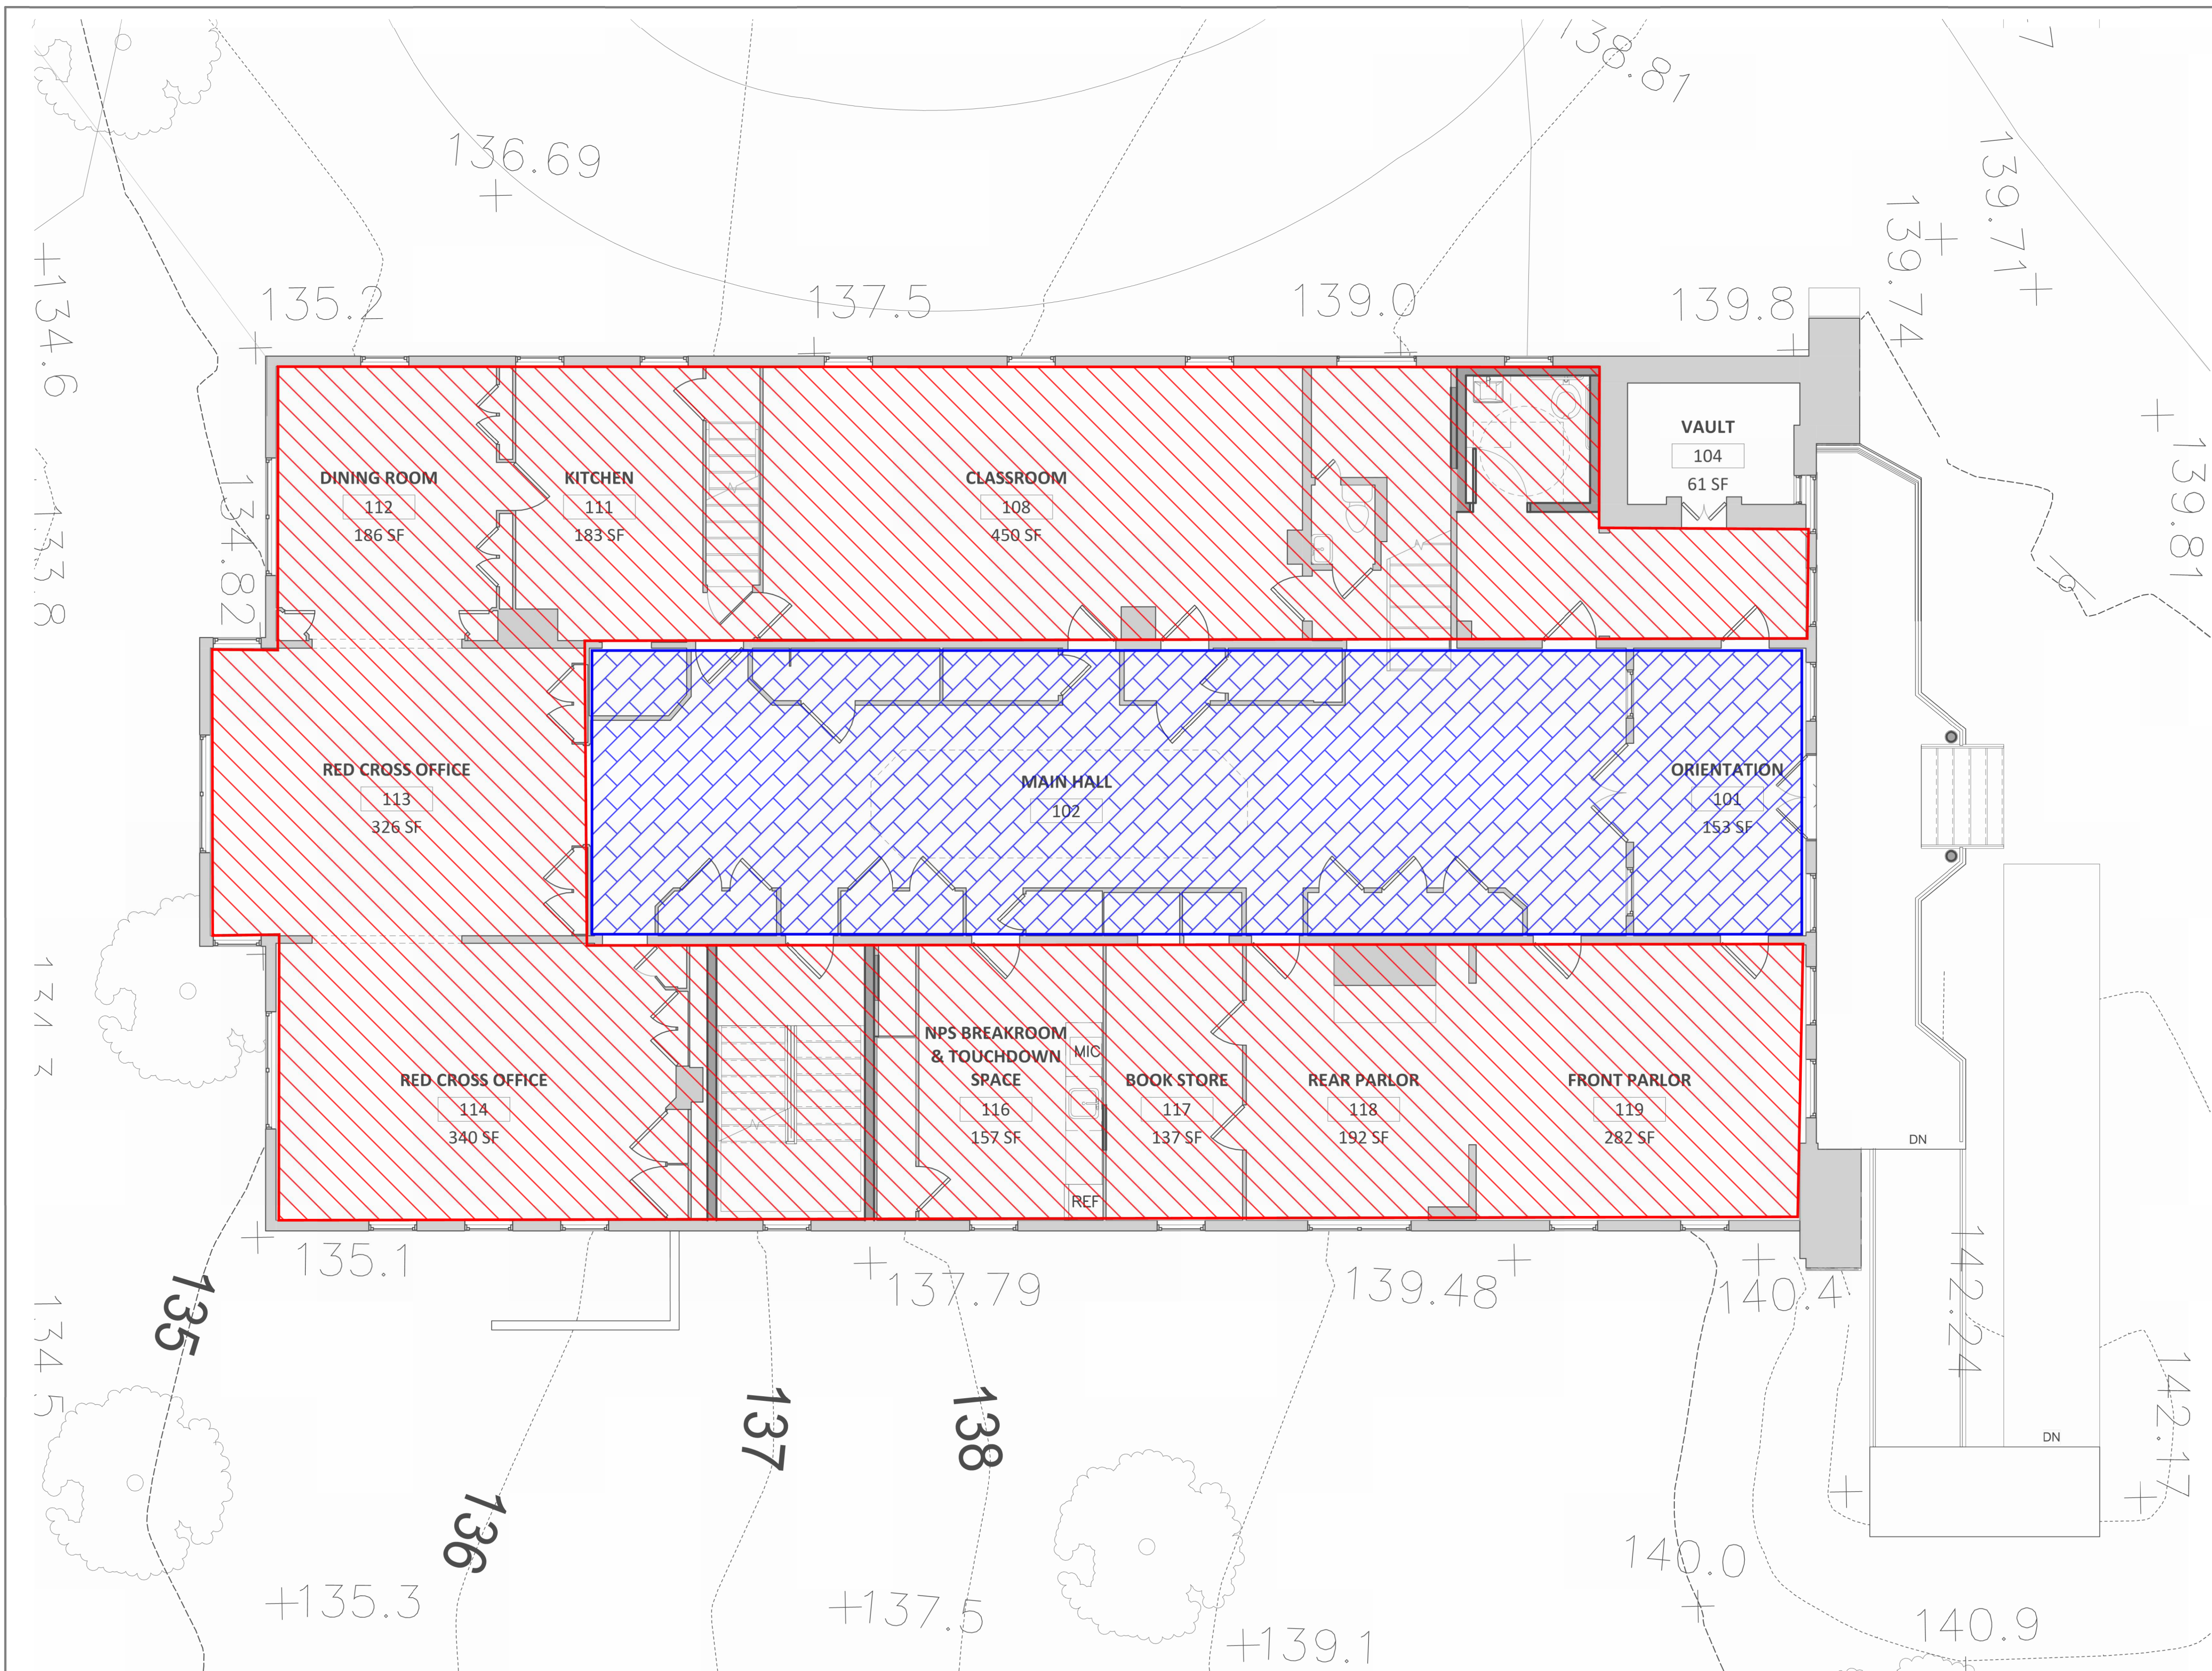 138.81
7
136.69
139.71
139.74
+134.6
135.2
137.5
139.0
139.8
139.81
VAULT
104
61 SF
DINING ROOM
112
186 SF
KITCHEN
111
183 SF
CLASSROOM
108
450 SF
134.82
133.8
RED CROSS OFFICE
113
326 SF
MAIN HALL
102
ORIENTATION
101
153 SF
RED CROSS OFFICE
114
340 SF
NPS BREAKROOM
& TOUCHDOWN
SPACE
116
157 SF
MIC
REF
BOOK STORE
117
137 SF
REAR PARLOR
118
192 SF
FRONT PARLOR
119
282 SF
DN
135.1
137.79
139.48
140.4
142.24
134.5
135
137
138
136
142.17
DN
140.0
+135.3
+137.5
+139.1
140.9